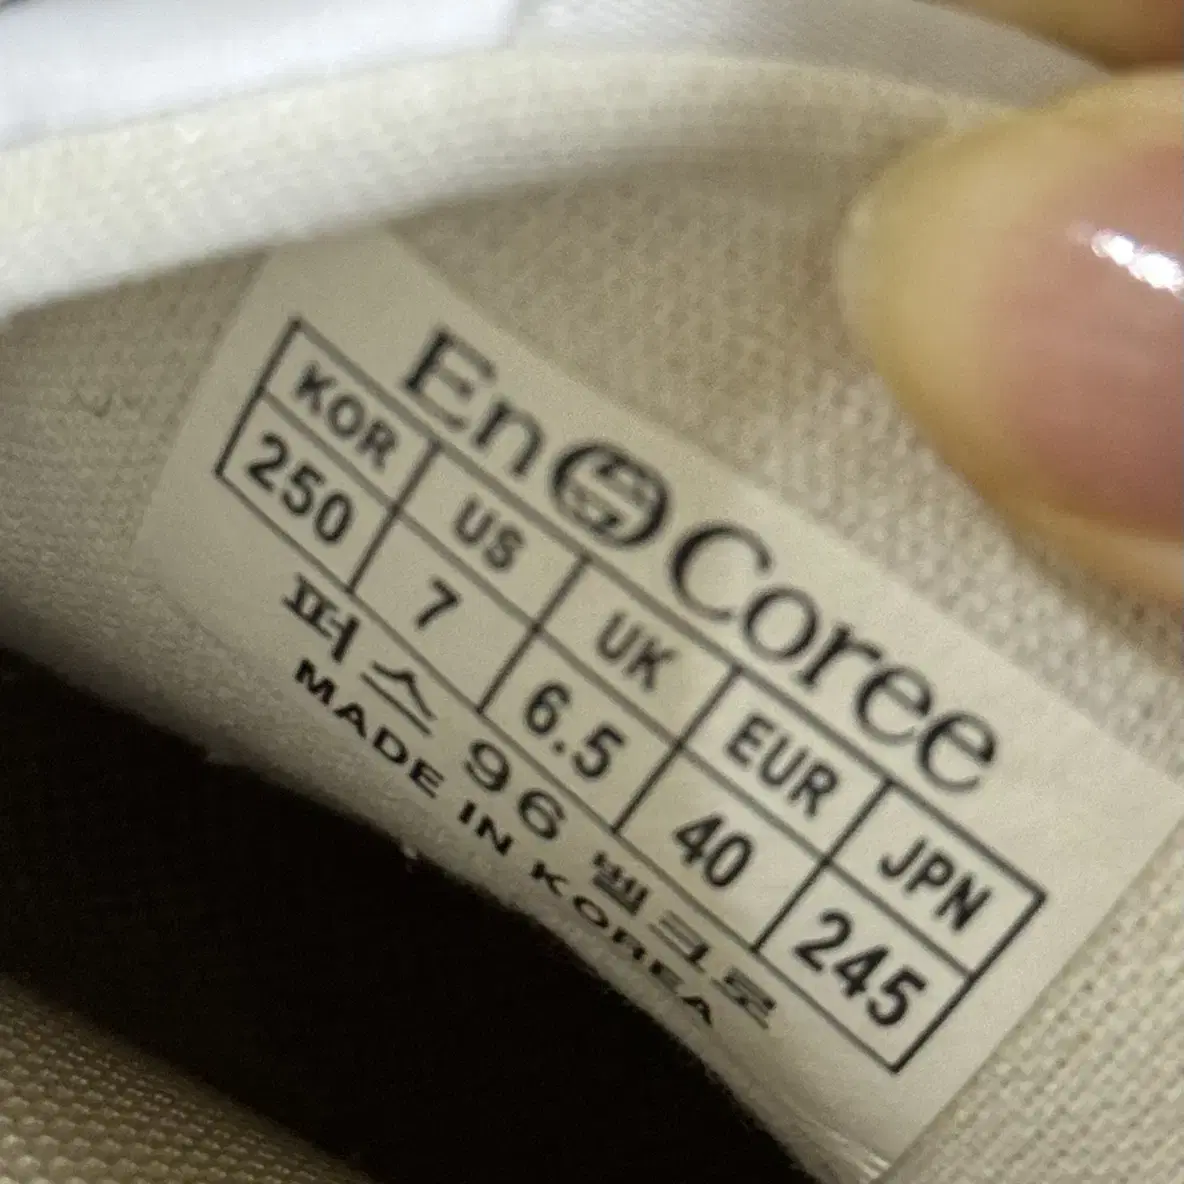 En Coree
KOR US UK EUR JPN
250 7 6.5 40 245
퍼스 96 벨크로
MADE IN KOREA